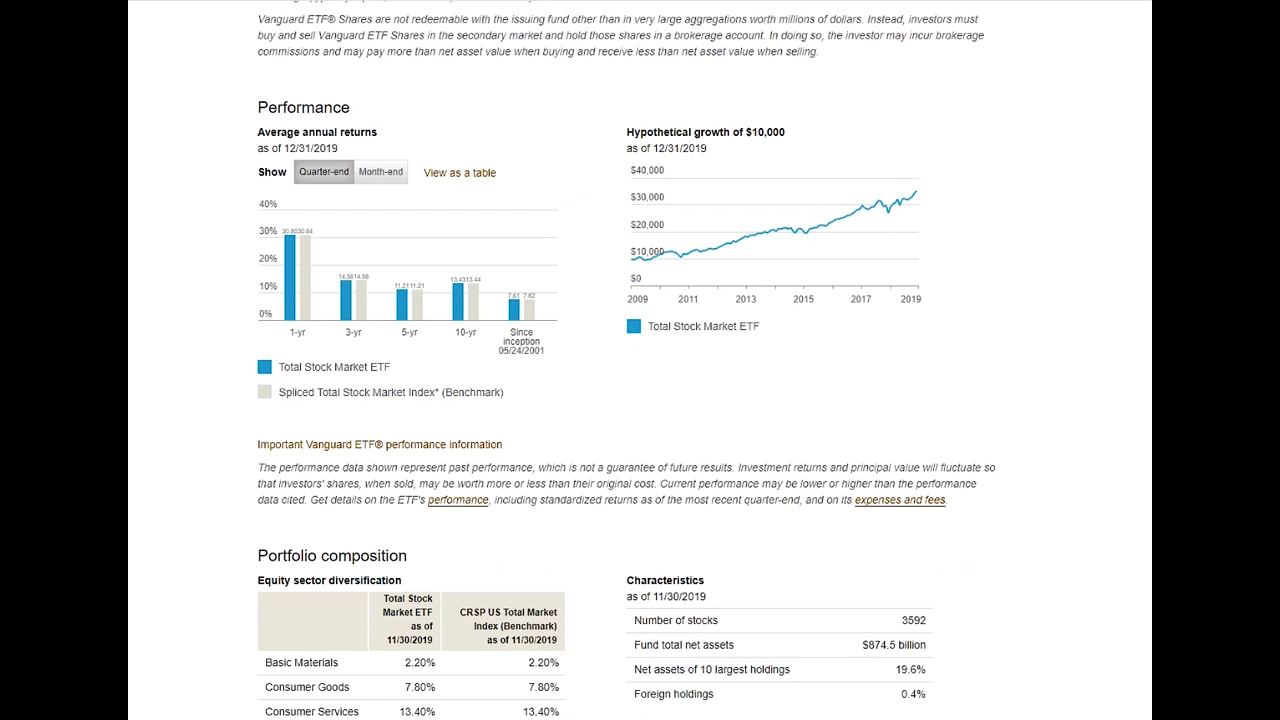 Vanguard ETF® Shares are not redeemable with the issuing fund other than in very large aggregations worth millions of dollars. Instead, investors must
buy and sell Vanguard ETF Shares in the secondary market and hold those shares in a brokerage account. In doing so, the investor may incur brokerage
commissions and may pay more than net asset value when buying and receive less than net asset value when selling.
Performance
Average annual returns
as of 12/31/2019
Show Quarter-end Month-end View as a table
40%
30%
20%
10%
0%
30.80 30.84
14.56 14.56
11.21 11.21
13.43 13.44
7.61 7.62
1-yr 3-yr 5-yr 10-yr Since
inception
05/24/2001
Total Stock Market ETF
Spliced Total Stock Market Index* (Benchmark)
Hypothetical growth of $10,000
as of 12/31/2019
$40,000
$30,000
$20,000
$10,000
$0
2009 2011 2013 2015 2017 2019
Total Stock Market ETF
Important Vanguard ETF® performance information
The performance data shown represent past performance, which is not a guarantee of future results. Investment returns and principal value will fluctuate so
that investors' shares, when sold, may be worth more or less than their original cost. Current performance may be lower or higher than the performance
data cited. Get details on the ETF's performance, including standardized returns as of the most recent quarter-end, and on its expenses and fees.
Portfolio composition
Equity sector diversification
Total Stock
Market ETF
as of
11/30/2019
CRSP US Total Market
Index (Benchmark)
as of 11/30/2019
Basic Materials 2.20% 2.20%
Consumer Goods 7.80% 7.80%
Consumer Services 13.40% 13.40%
Characteristics
as of 11/30/2019
Number of stocks 3592
Fund total net assets $874.5 billion
Net assets of 10 largest holdings 19.6%
Foreign holdings 0.4%